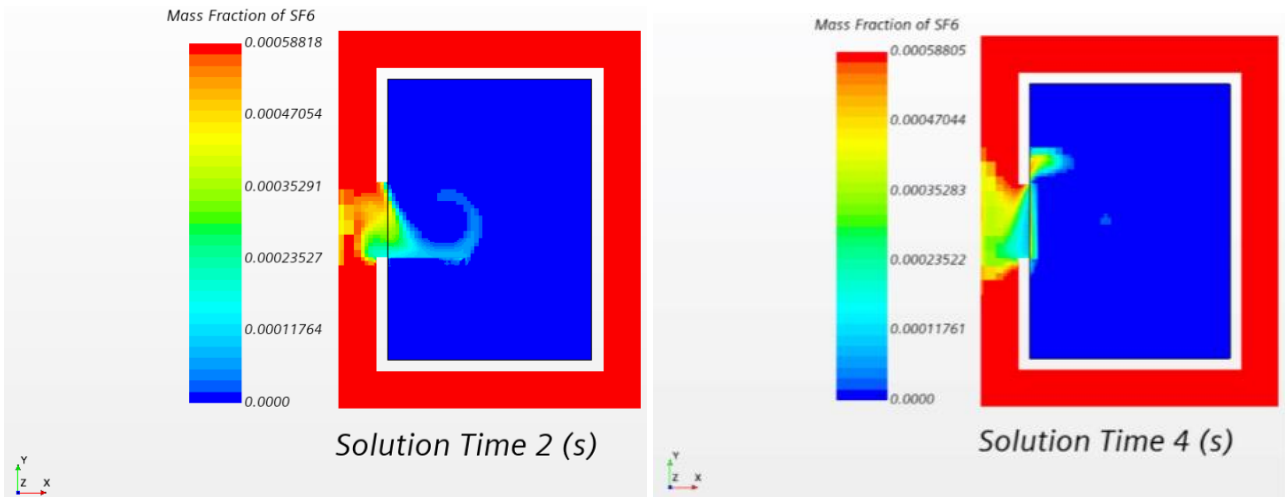 Mass Fraction of SF6
0.00058818
0.00047054
0.00035291
0.00023527
0.00011764
0.0000
Solution Time 2 (s)
Y
Z X
Mass Fraction of SF6
0.00058805
0.00047044
0.00035283
0.00023522
0.00011761
0.0000
Solution Time 4 (s)
Y
Z X